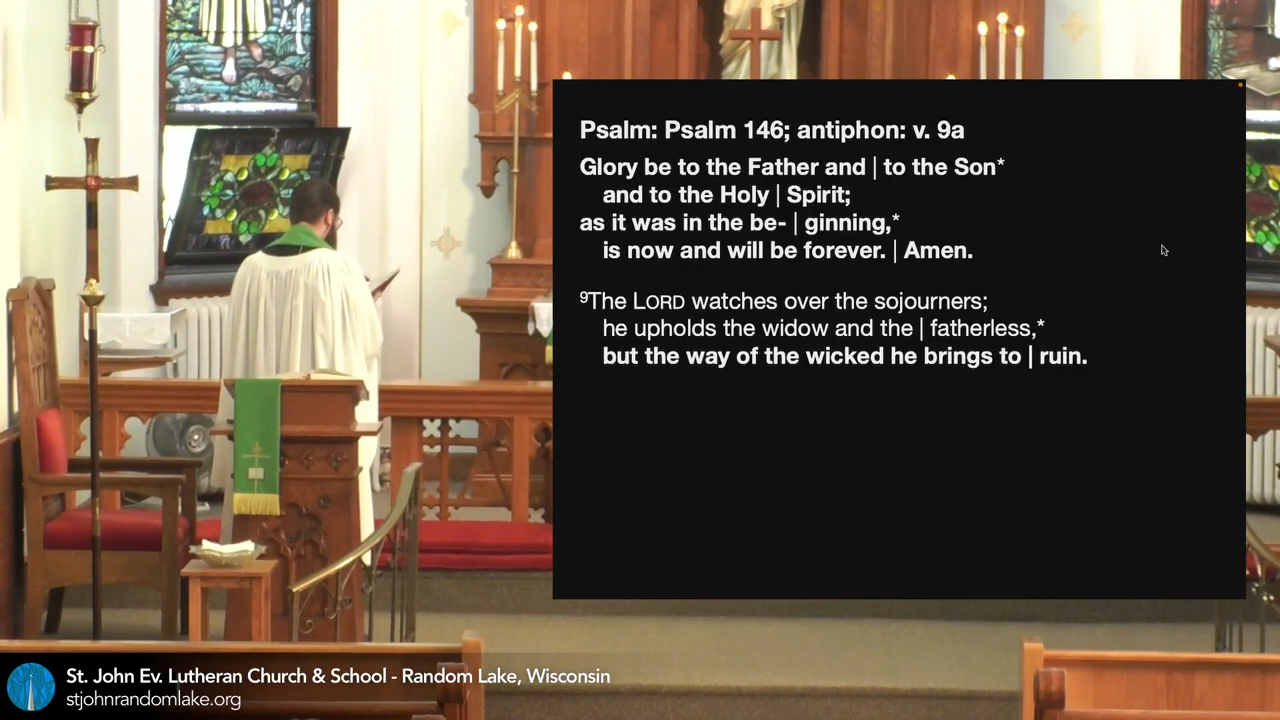 Psalm: Psalm 146; antiphon: v. 9a
Glory be to the Father and | to the Son*
and to the Holy | Spirit;
as it was in the be- | ginning,*
is now and will be forever. | Amen.
⁹The LORD watches over the sojourners;
he upholds the widow and the | fatherless,*
but the way of the wicked he brings to | ruin.
St. John Ev. Lutheran Church & School - Random Lake, Wisconsin
stjohnrandomlake.org